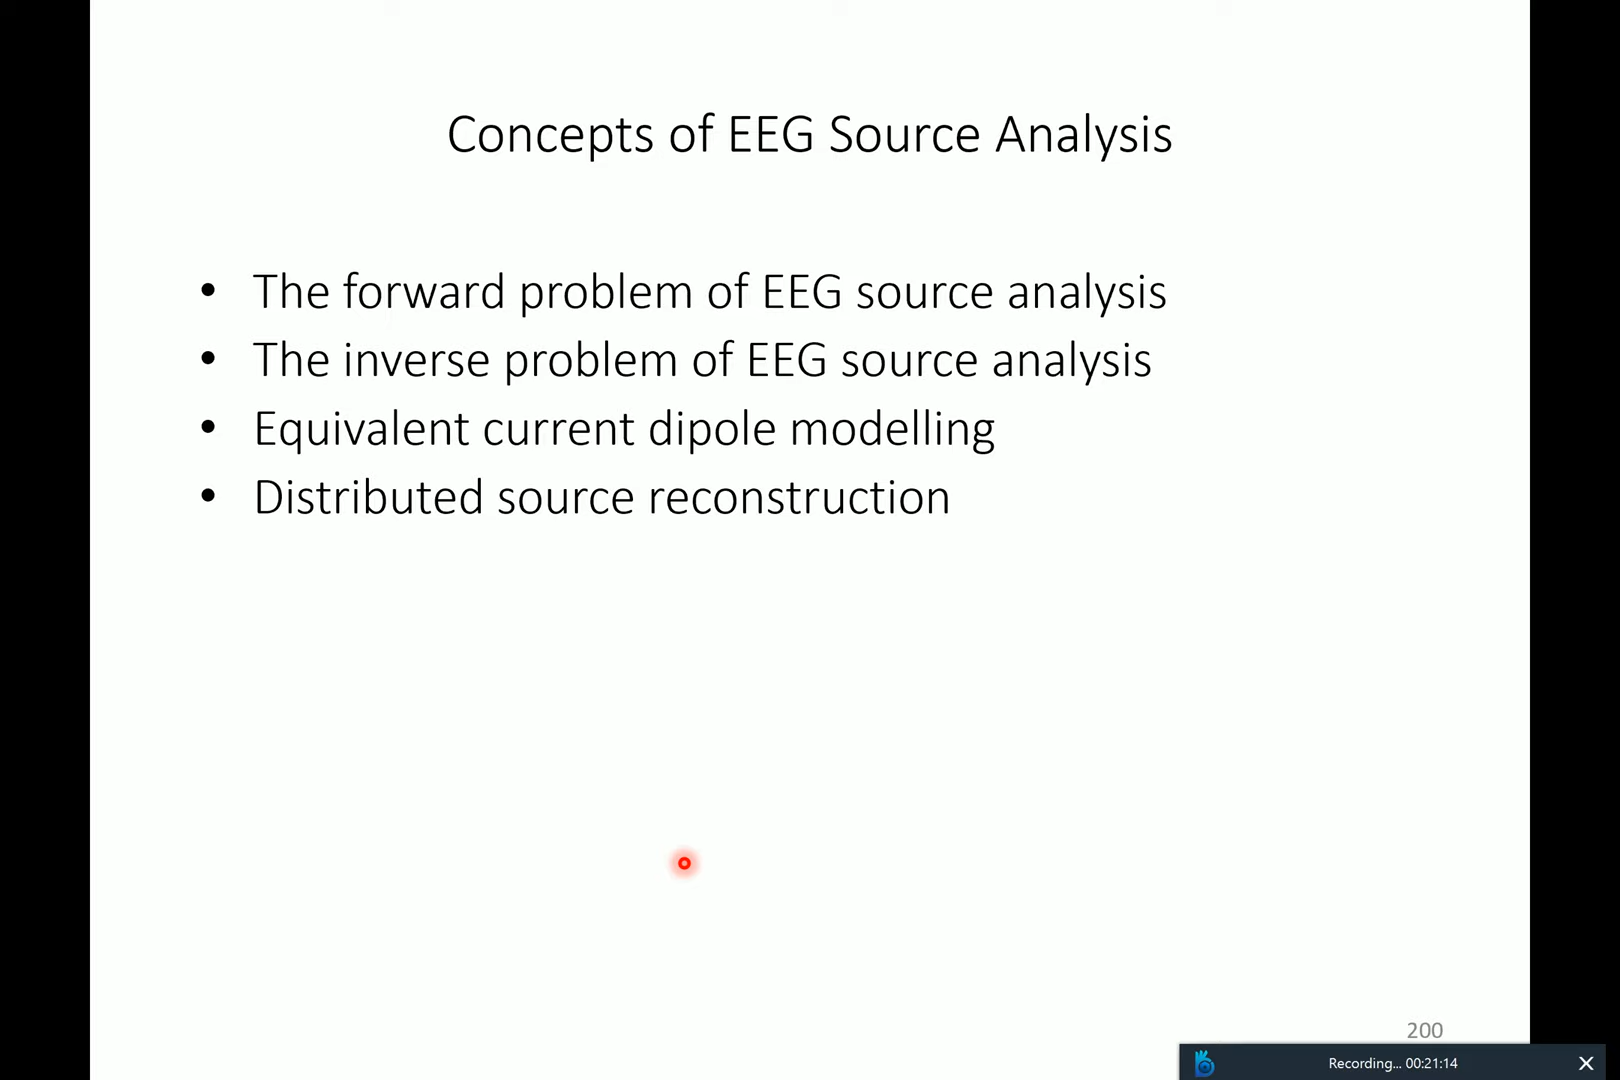 Concepts of EEG Source Analysis
• The forward problem of EEG source analysis
• The inverse problem of EEG source analysis
• Equivalent current dipole modelling
• Distributed source reconstruction
200
Recording... 00:21:14